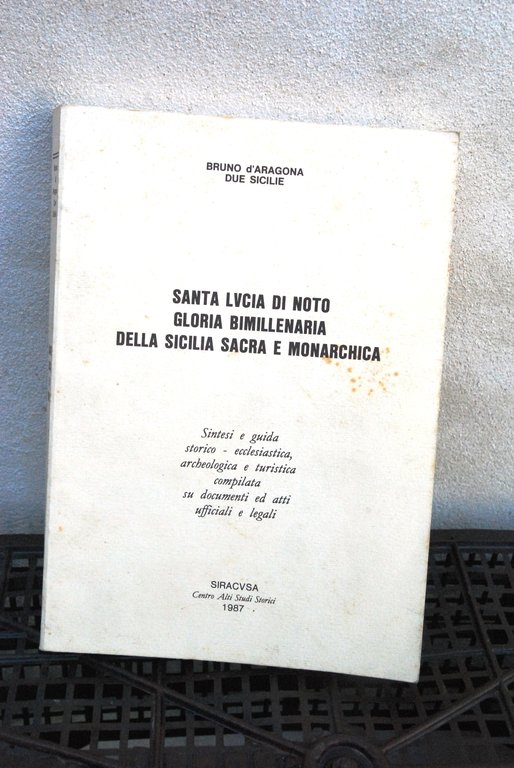 BRUNO d'ARAGONA
DUE SICILIE
SANTA LVCIA DI NOTO
GLORIA BIMILLENARIA
DELLA SICILIA SACRA E MONARCHICA
Sintesi e guida
storico - ecclesiastica,
archeologica e turistica
compilata
su documenti ed atti
ufficiali e legali
SIRACVSA
Centro Alti Studi Storici
1987